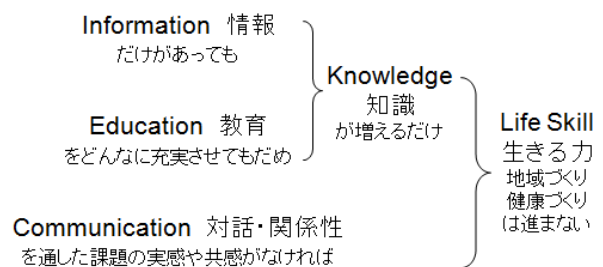 Information 情報
だけがあっても
Education 教育
をどんなに充実させてもだめ
Knowledge
知識
が増えるだけ
Communication 対話・関係性
を通した課題の実感や共感がなければ
Life Skill
生きる力
地域づくり
健康づくり
は進まない